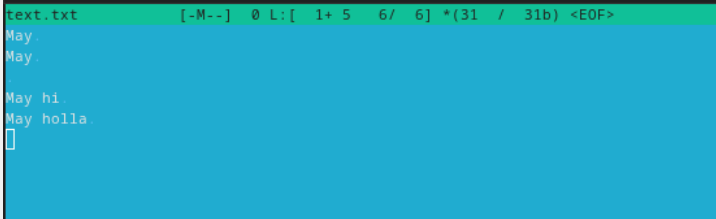 text.txt [-M--] 0 L:[ 1+ 5 6/ 6] *(31 / 31b) <EOF>
May.
May.
.
May hi.
May holla.